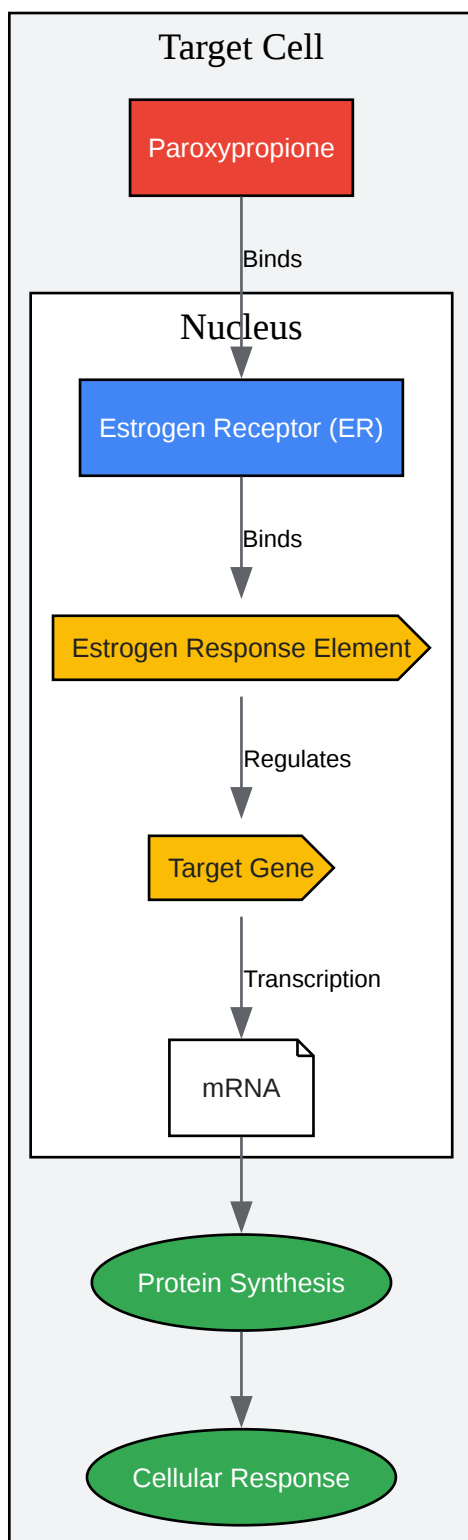 Target Cell
Paroxypropione
Binds
Nucleus
Estrogen Receptor (ER)
Binds
Estrogen Response Element
Regulates
Target Gene
Transcription
mRNA
Protein Synthesis
Cellular Response